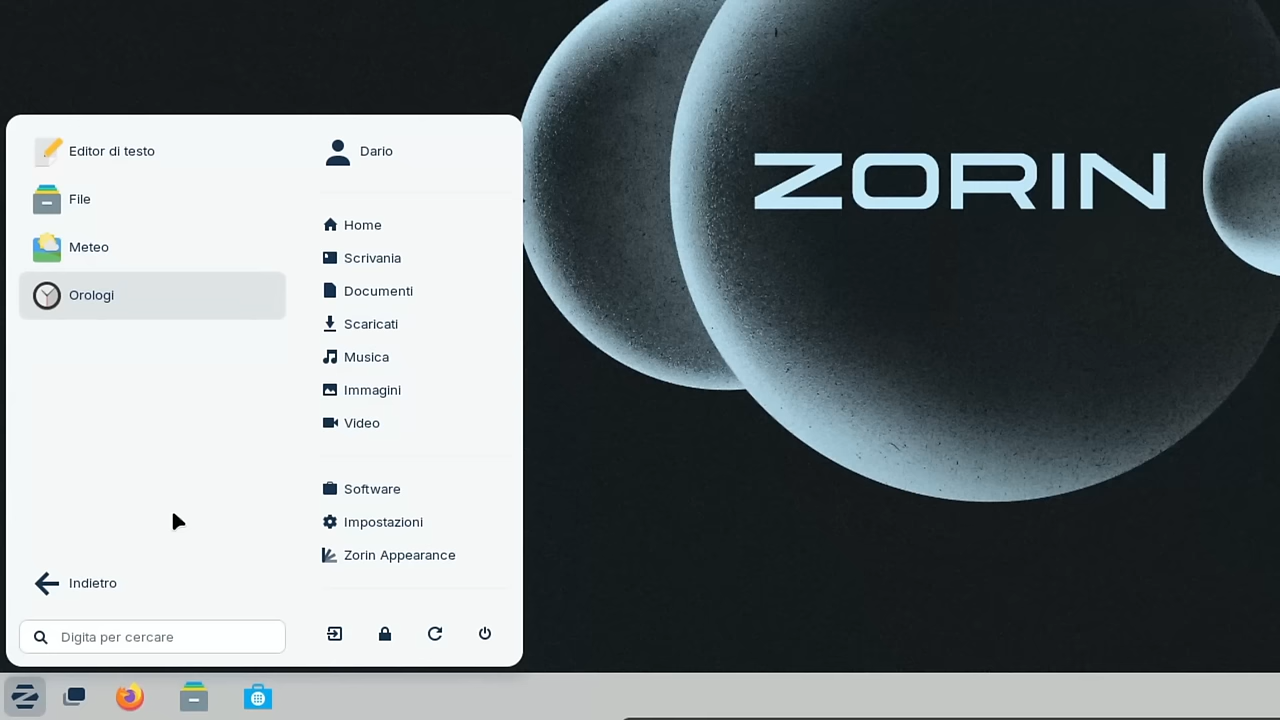 Editor di testo
File
Meteo
Orologi
Indietro
Digita per cercare
Dario
Home
Scrivania
Documenti
Scaricati
Musica
Immagini
Video
Software
Impostazioni
Zorin Appearance
ZORIN